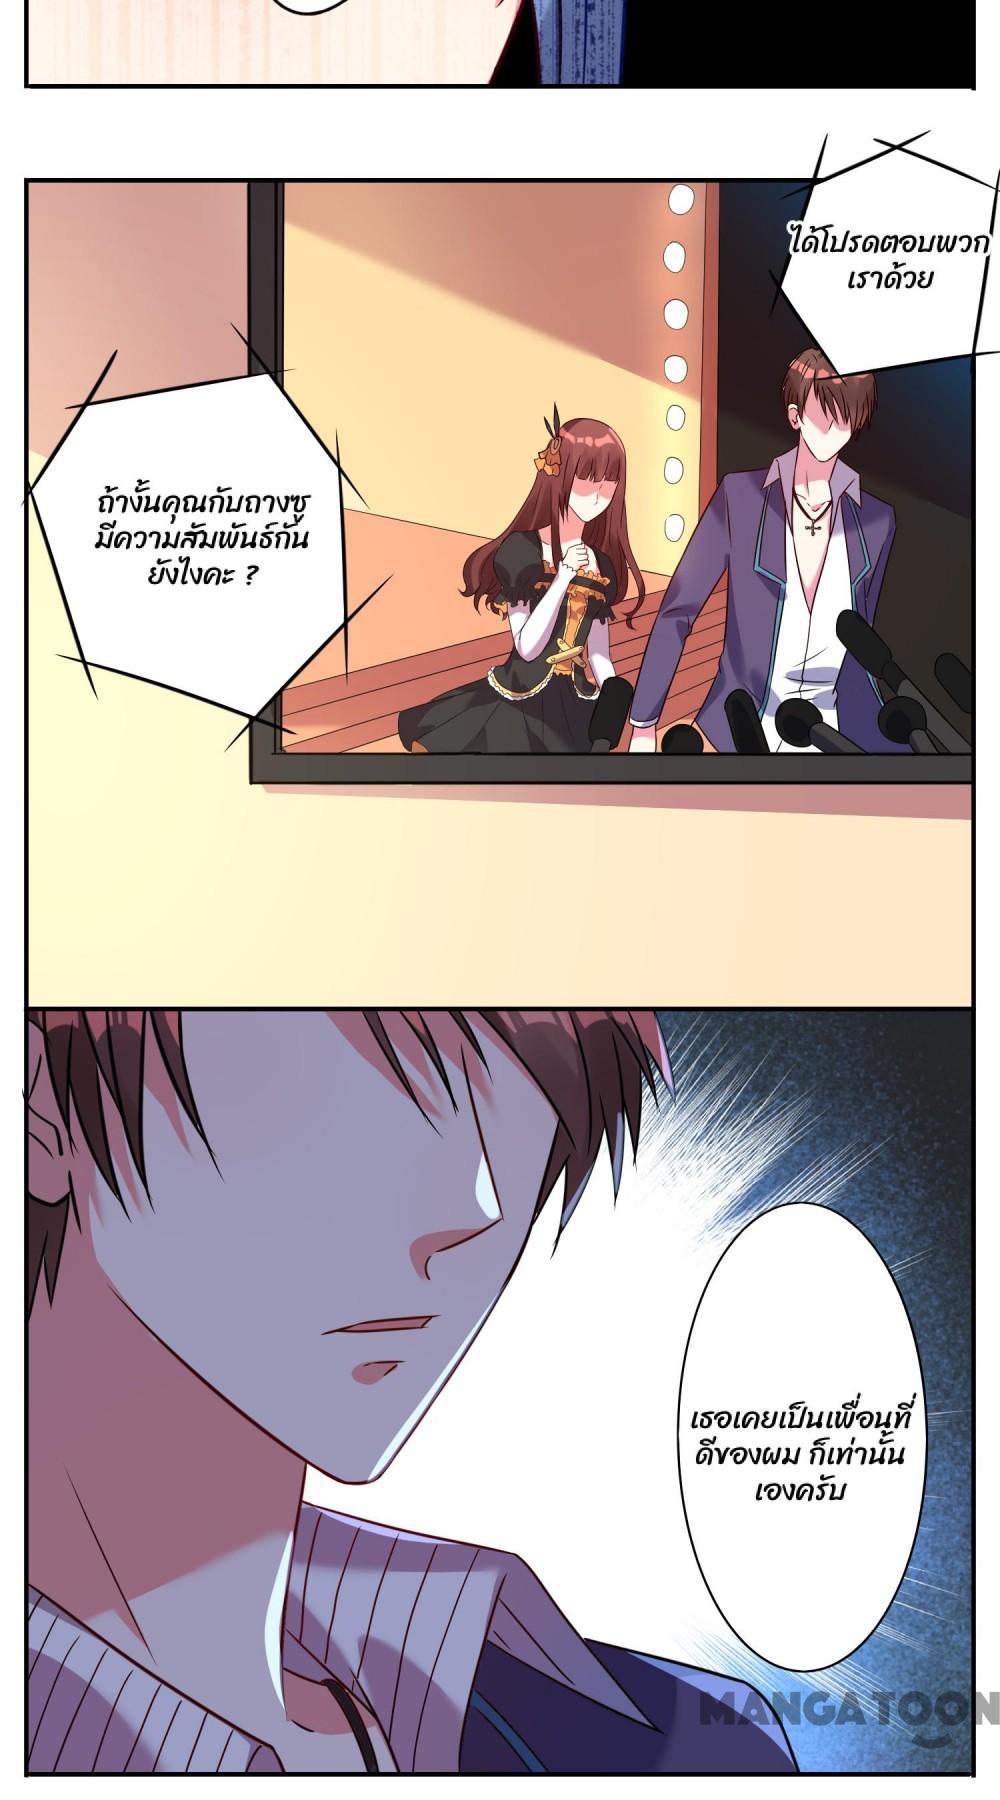 ได้โปรดตอบพวก
เราด้วย
ถ้างั้นคุณกับถางซู
มีความสัมพันธ์กัน
ยังไงคะ ?
เธอเคยเป็นเพื่อนที่
ดีของผม ก็เท่านั้น
เองครับ
MANGATOON